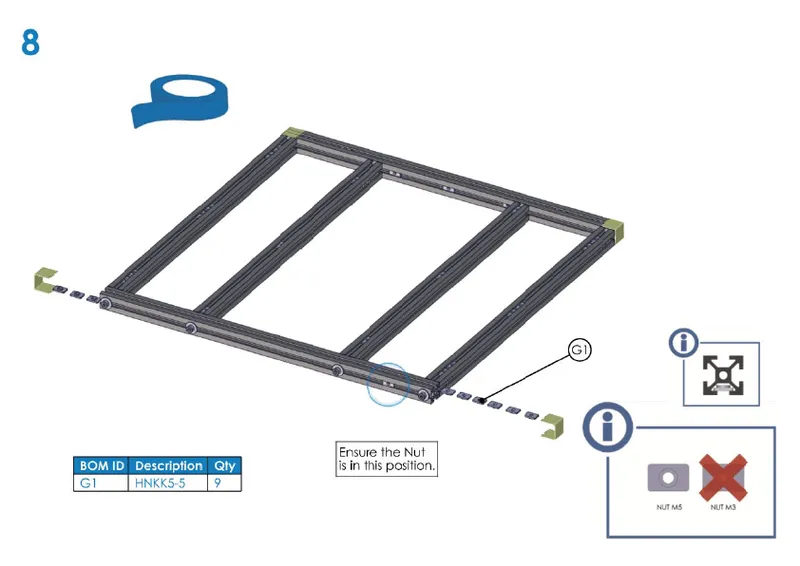 8
G1
Ensure the Nut
is in this position.
BOM ID Description Qty
G1 HNKK5-5 9
NUT M5 NUT M3